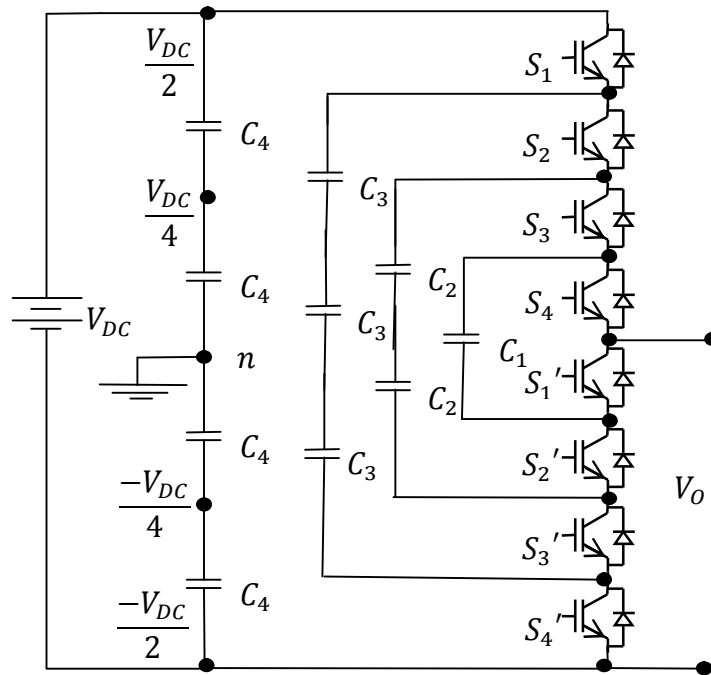 V_DC/2
S_1
C_4
S_2
V_DC/4
C_3
S_3
C_4
C_2
S_4
V_DC
C_3
C_1
n
S_1′
C_2
C_4
C_3
S_2′
-V_DC/4
V_O
S_3′
C_4
-V_DC/2
S_4′